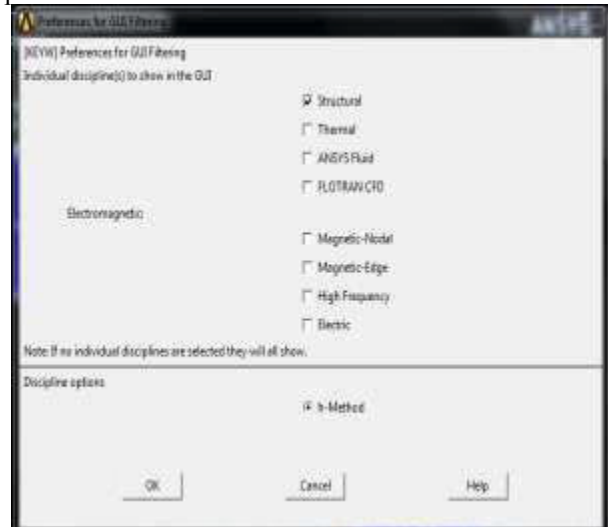 Preferences for GUI Filtering
ANSYS
[KEYW] Preferences for GUI Filtering
Individual discipline(s) to show in the GUI
Structural
Thermal
ANSYS Fluid
FLOTRAN CFD
Electromagnetic:
Magnetic-Nodal
Magnetic-Edge
High Frequency
Electric
Note: If no individual disciplines are selected they will all show.
Discipline options
h-Method
OK Cancel Help